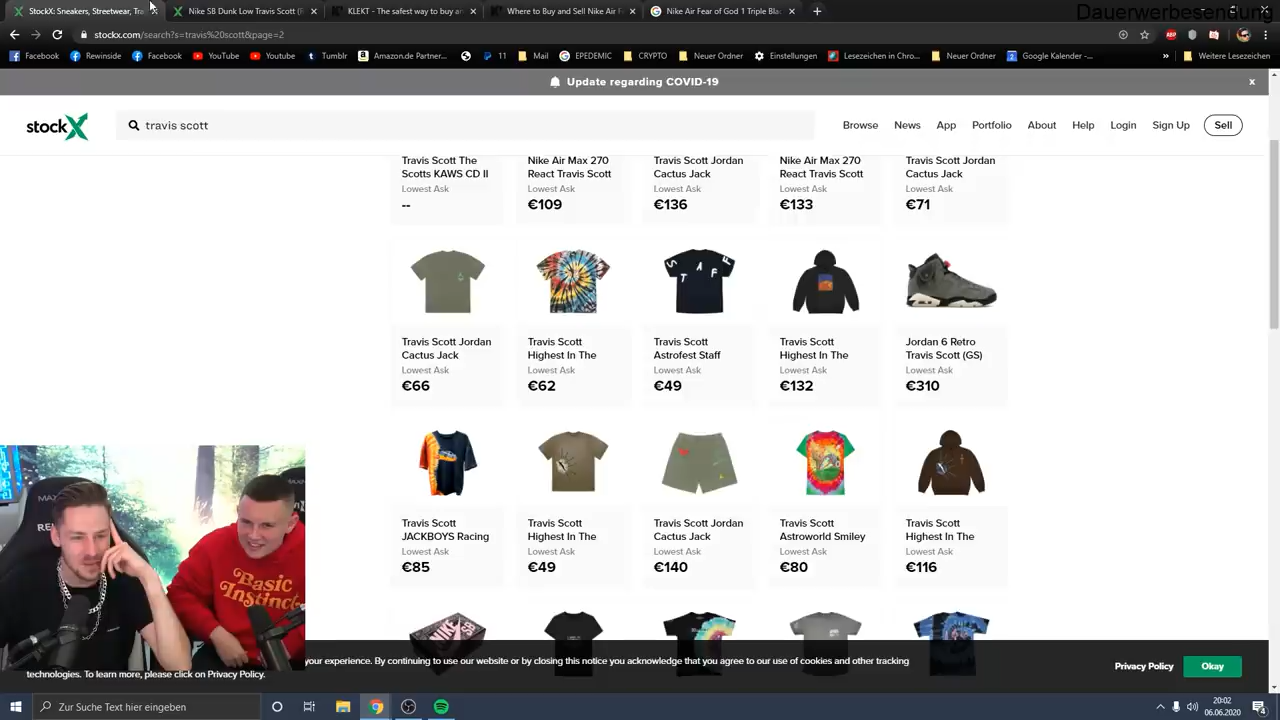 Dauerwerbesendung
StockX: Sneakers, Streetwear, Tra
Nike SB Dunk Low Travis Scott (R
KLEKT - The safest way to buy an
Where to Buy and Sell Nike Air F
Nike Air Fear of God 1 Triple Blac
stockx.com/search?s=travis%20scott&page=2
Facebook
Rewinside
Facebook
YouTube
Youtube
Tumblr
Amazon.de Partner...
11
Mail
EPEDEMIC
CRYPTO
Neuer Ordner
Einstellungen
Lesezeichen in Chro...
Neuer Ordner
Google Kalender -...
»
Weitere Lesezeichen
Update regarding COVID-19
x
stockX
travis scott
Browse
News
App
Portfolio
About
Help
Login
Sign Up
Sell
Travis Scott The
Scotts KAWS CD II
Lowest Ask
--
Nike Air Max 270
React Travis Scott
Lowest Ask
€109
Travis Scott Jordan
Cactus Jack
Lowest Ask
€136
Nike Air Max 270
React Travis Scott
Lowest Ask
€133
Travis Scott Jordan
Cactus Jack
Lowest Ask
€71
STAFF
Travis Scott Jordan
Cactus Jack
Lowest Ask
€66
Travis Scott
Highest In The
Lowest Ask
€62
Travis Scott
Astrofest Staff
Lowest Ask
€49
Travis Scott
Highest In The
Lowest Ask
€132
Jordan 6 Retro
Travis Scott (GS)
Lowest Ask
€310
Travis Scott
JACKBOYS Racing
Lowest Ask
€85
Travis Scott
Highest In The
Lowest Ask
€49
Travis Scott Jordan
Cactus Jack
Lowest Ask
€140
Travis Scott
Astroworld Smiley
Lowest Ask
€80
Travis Scott
Highest In The
Lowest Ask
€116
NIKE SB
Basic
Instinct
your experience. By continuing to use our website or by closing this notice you acknowledge that you agree to our use of cookies and other tracking
technologies. To learn more, please click on Privacy Policy.
Privacy Policy
Okay
Zur Suche Text hier eingeben
20:02
06.06.2020
4